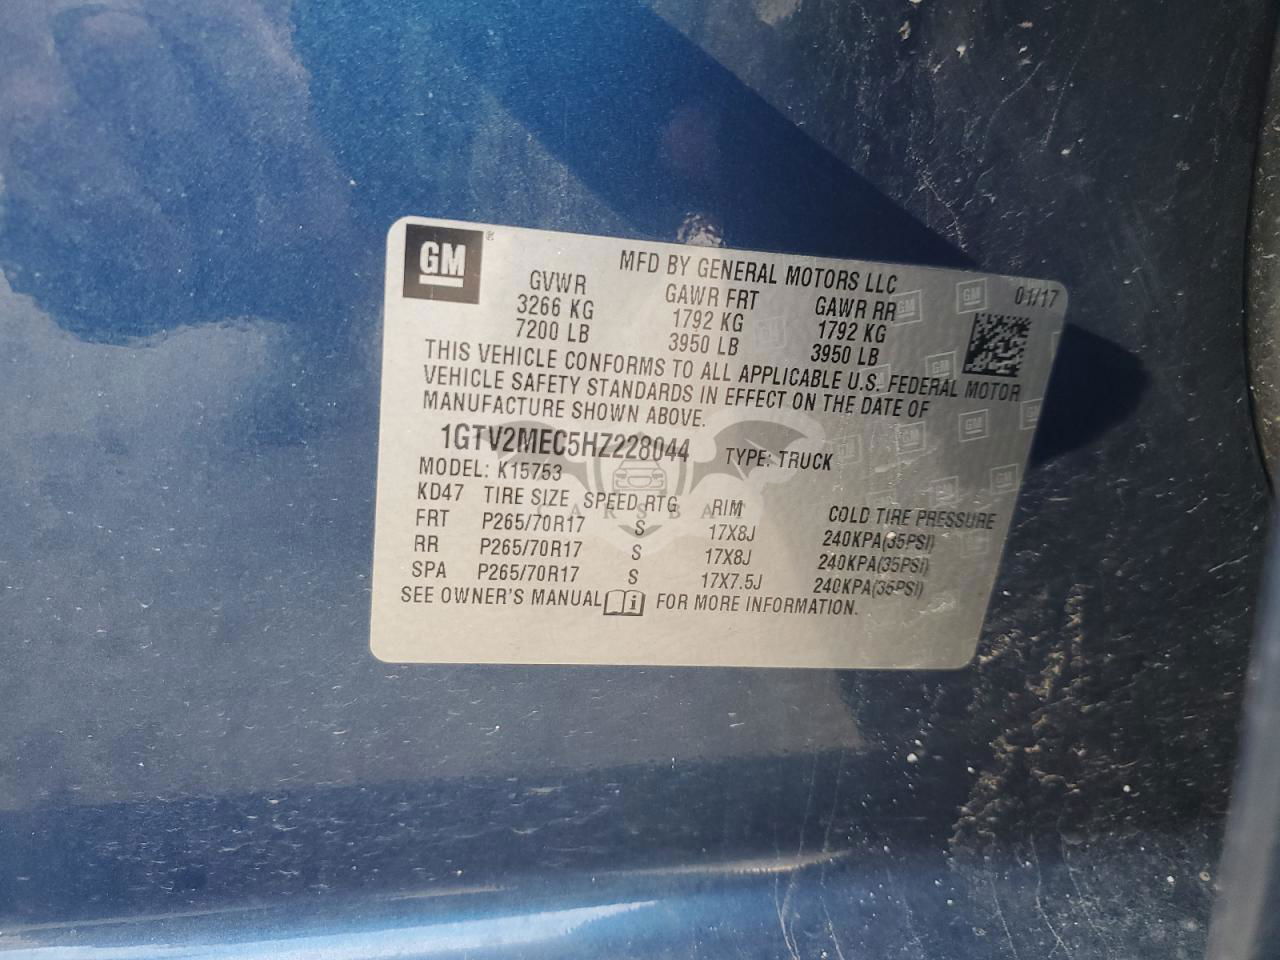 GM®
MFD BY GENERAL MOTORS LLC
01/17
GVWR GAWR FRT GAWR RR
3266 KG 1792 KG 1792 KG
7200 LB 3950 LB 3950 LB
THIS VEHICLE CONFORMS TO ALL APPLICABLE U.S. FEDERAL MOTOR
VEHICLE SAFETY STANDARDS IN EFFECT ON THE DATE OF
MANUFACTURE SHOWN ABOVE.
1GTV2MEC5HZ228044 TYPE: TRUCK
MODEL: K15753
KD47 TIRE SIZE SPEED RTG RIM COLD TIRE PRESSURE
FRT P265/70R17 S 17X8J 240KPA(35PSI)
RR P265/70R17 S 17X8J 240KPA(35PSI)
SPA P265/70R17 S 17X7.5J 240KPA(35PSI)
SEE OWNER'S MANUAL i FOR MORE INFORMATION.